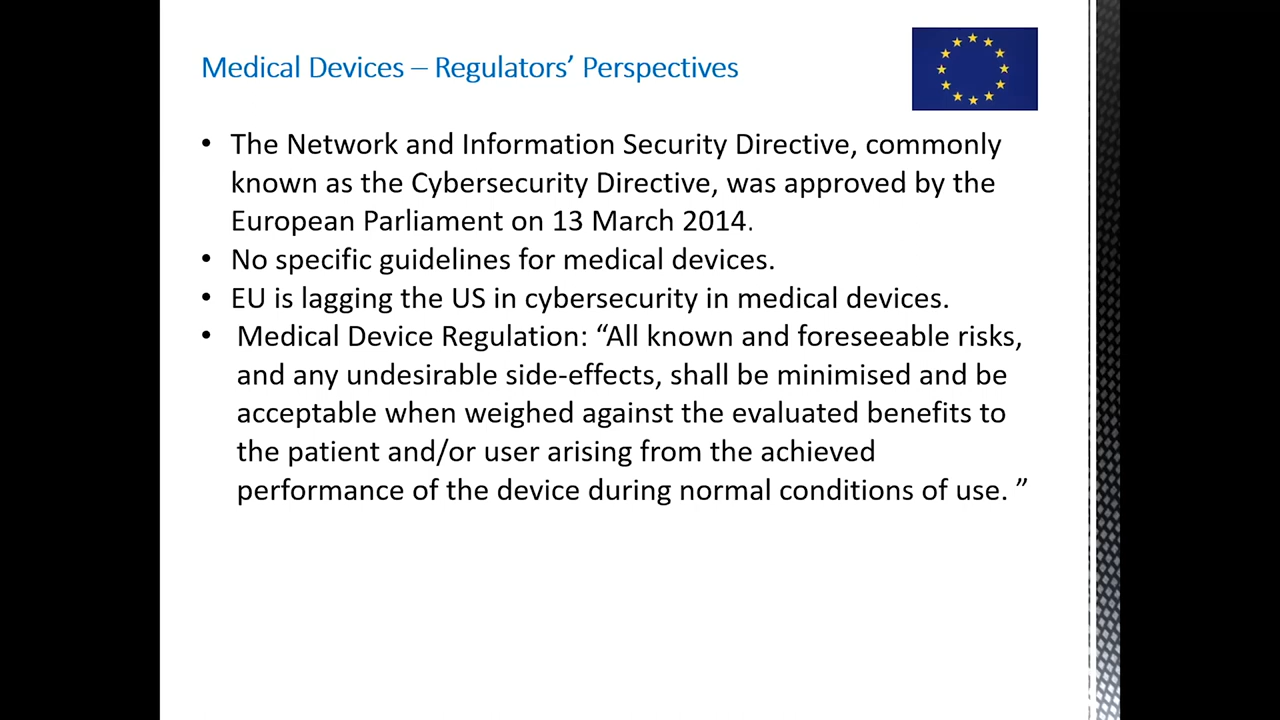 Medical Devices – Regulators’ Perspectives
• The Network and Information Security Directive, commonly
known as the Cybersecurity Directive, was approved by the
European Parliament on 13 March 2014.
• No specific guidelines for medical devices.
• EU is lagging the US in cybersecurity in medical devices.
• Medical Device Regulation: “All known and foreseeable risks,
and any undesirable side-effects, shall be minimised and be
acceptable when weighed against the evaluated benefits to
the patient and/or user arising from the achieved
performance of the device during normal conditions of use. ”